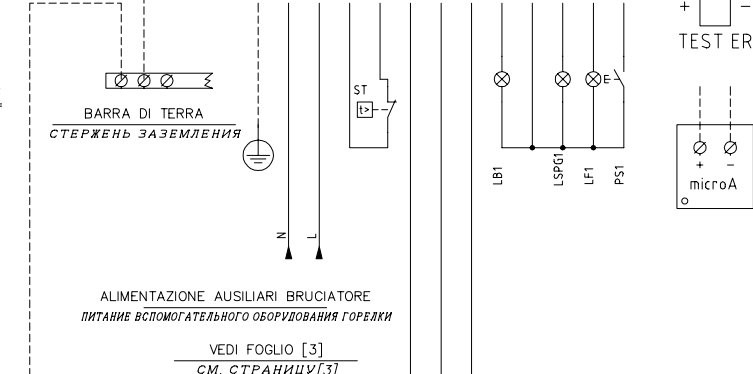 + -
TEST ER
ST
t>
BARRA DI TERRA
СТЕРЖЕНЬ ЗАЗЕМЛЕНИЯ
E
LB1
LSPG1
LF1
PS1
+ -
microA
N
L
ALIMENTAZIONE AUSILIARI BRUCIATORE
ПИТАНИЕ ВСПОМОГАТЕЛЬНОГО ОБОРУДОВАНИЯ ГОРЕЛКИ
VEDI FOGLIO [3]
СМ. СТРАНИЦУ[3]